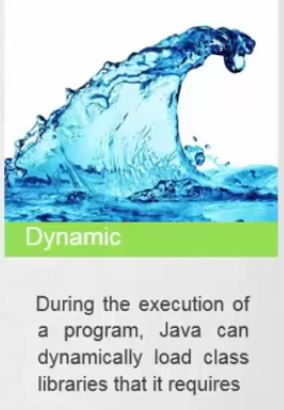 Dynamic
During the execution of
a program, Java can
dynamically load class
libraries that it requires